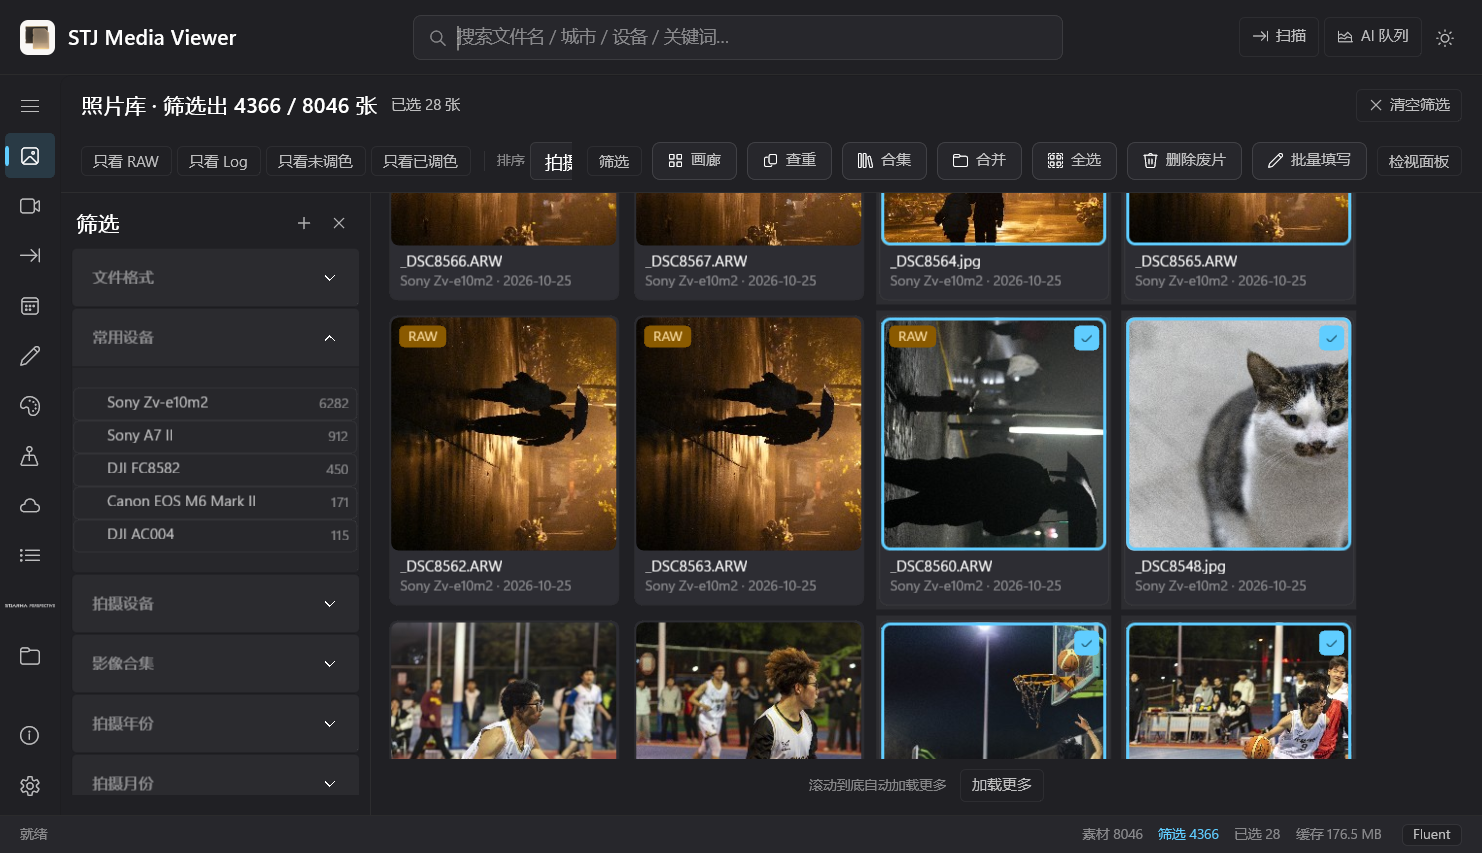 STJ Media Viewer
搜索文件名 / 城市 / 设备 / 关键词...
扫描
AI 队列
照片库 · 筛选出 4366 / 8046 张
已选 28 张
清空筛选
只看 RAW
只看 Log
只看未调色
只看已调色
排序
拍摄
筛选
画廊
查重
合集
合并
全选
删除废片
批量填写
检视面板
筛选
文件格式
常用设备
Sony Zv-e10m2 6282
Sony A7 II 912
DJI FC8582 450
Canon EOS M6 Mark II 171
DJI AC004 115
拍摄设备
影像合集
拍摄年份
拍摄月份
_DSC8566.ARW
Sony Zv-e10m2 · 2026-10-25
_DSC8567.ARW
Sony Zv-e10m2 · 2026-10-25
_DSC8564.jpg
Sony Zv-e10m2 · 2026-10-25
_DSC8565.ARW
Sony Zv-e10m2 · 2026-10-25
RAW
_DSC8562.ARW
Sony Zv-e10m2 · 2026-10-25
RAW
_DSC8563.ARW
Sony Zv-e10m2 · 2026-10-25
RAW
_DSC8560.ARW
Sony Zv-e10m2 · 2026-10-25
_DSC8548.jpg
Sony Zv-e10m2 · 2026-10-25
滚动到底自动加载更多
加载更多
就绪
素材 8046
筛选 4366
已选 28
缓存 176.5 MB
Fluent